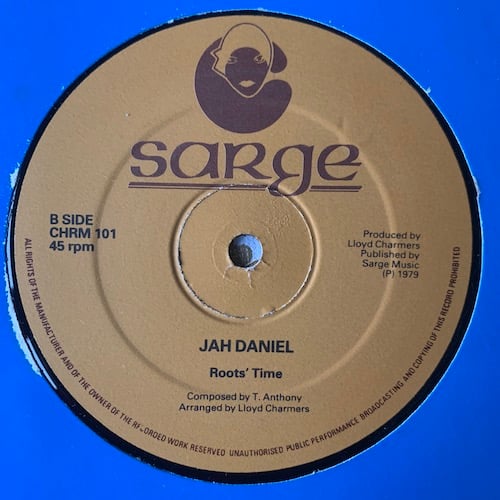 sarge
B SIDE
CHRM 101
45 rpm
Produced by
Lloyd Charmers
Published by
Sarge Music
(P) 1979
JAH DANIEL
Roots' Time
Composed by T. Anthony
Arranged by Lloyd Charmers
ALL RIGHTS OF THE MANUFACTURER AND OF THE OWNER OF THE RECORDED WORK RESERVED UNAUTHORISED PUBLIC PERFORMANCE BROADCASTING AND COPYING OF THIS RECORD PROHIBITED